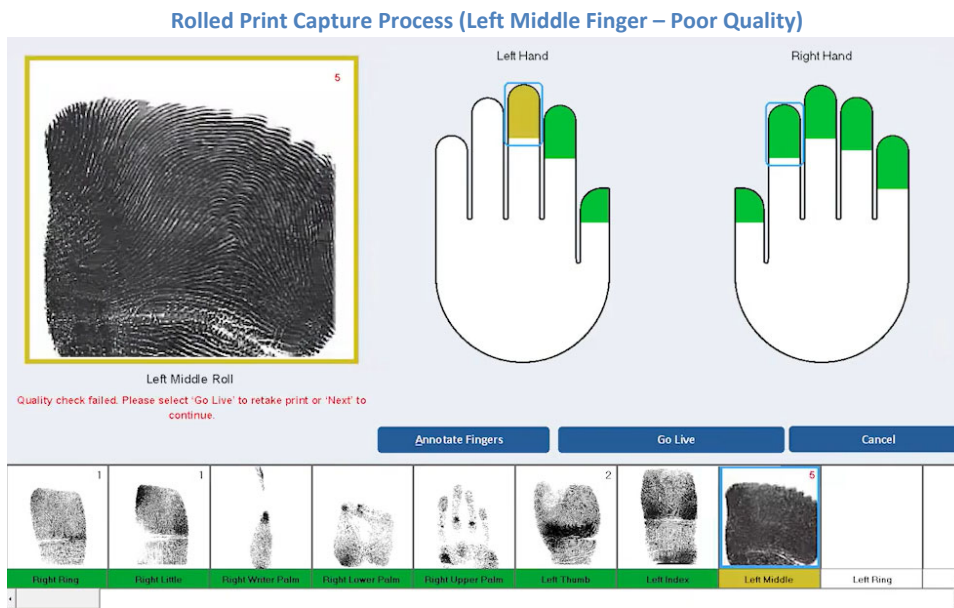 Rolled Print Capture Process (Left Middle Finger – Poor Quality)
5
Left Middle Roll
Quality check failed. Please select 'Go Live' to retake print or 'Next' to
continue.
Left Hand
Right Hand
Annotate Fingers
Go Live
Cancel
1
1
2
5
Right Ring
Right Little
Right Writer Palm
Right Lower Palm
Right Upper Palm
Left Thumb
Left Index
Left Middle
Left Ring